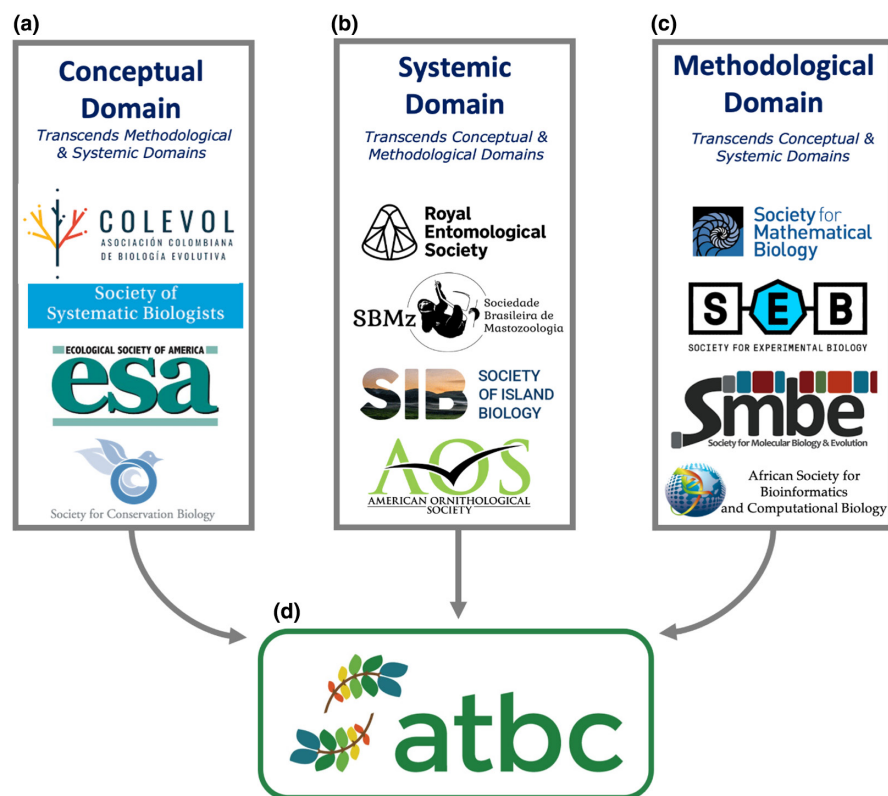 (a)
Conceptual
Domain
Transcends Methodological
& Systemic Domains
COLEVOL
ASOCIACIÓN COLOMBIANA
DE BIOLOGÍA EVOLUTIVA
Society of
Systematic Biologists
ECOLOGICAL SOCIETY OF AMERICA
esa
Society for Conservation Biology
(b)
Systemic
Domain
Transcends Conceptual &
Methodological Domains
Royal
Entomological
Society
SBMz
Sociedade
Brasileira de
Mastozoologia
SIB
SOCIETY
OF ISLAND
BIOLOGY
AOS
AMERICAN ORNITHOLOGICAL
SOCIETY
(c)
Methodological
Domain
Transcends Conceptual &
Systemic Domains
Society for
Mathematical
Biology
SEB
SOCIETY FOR EXPERIMENTAL BIOLOGY
Smbe
Society for Molecular Biology & Evolution
African Society for
Bioinformatics
and Computational Biology
(d)
atbc